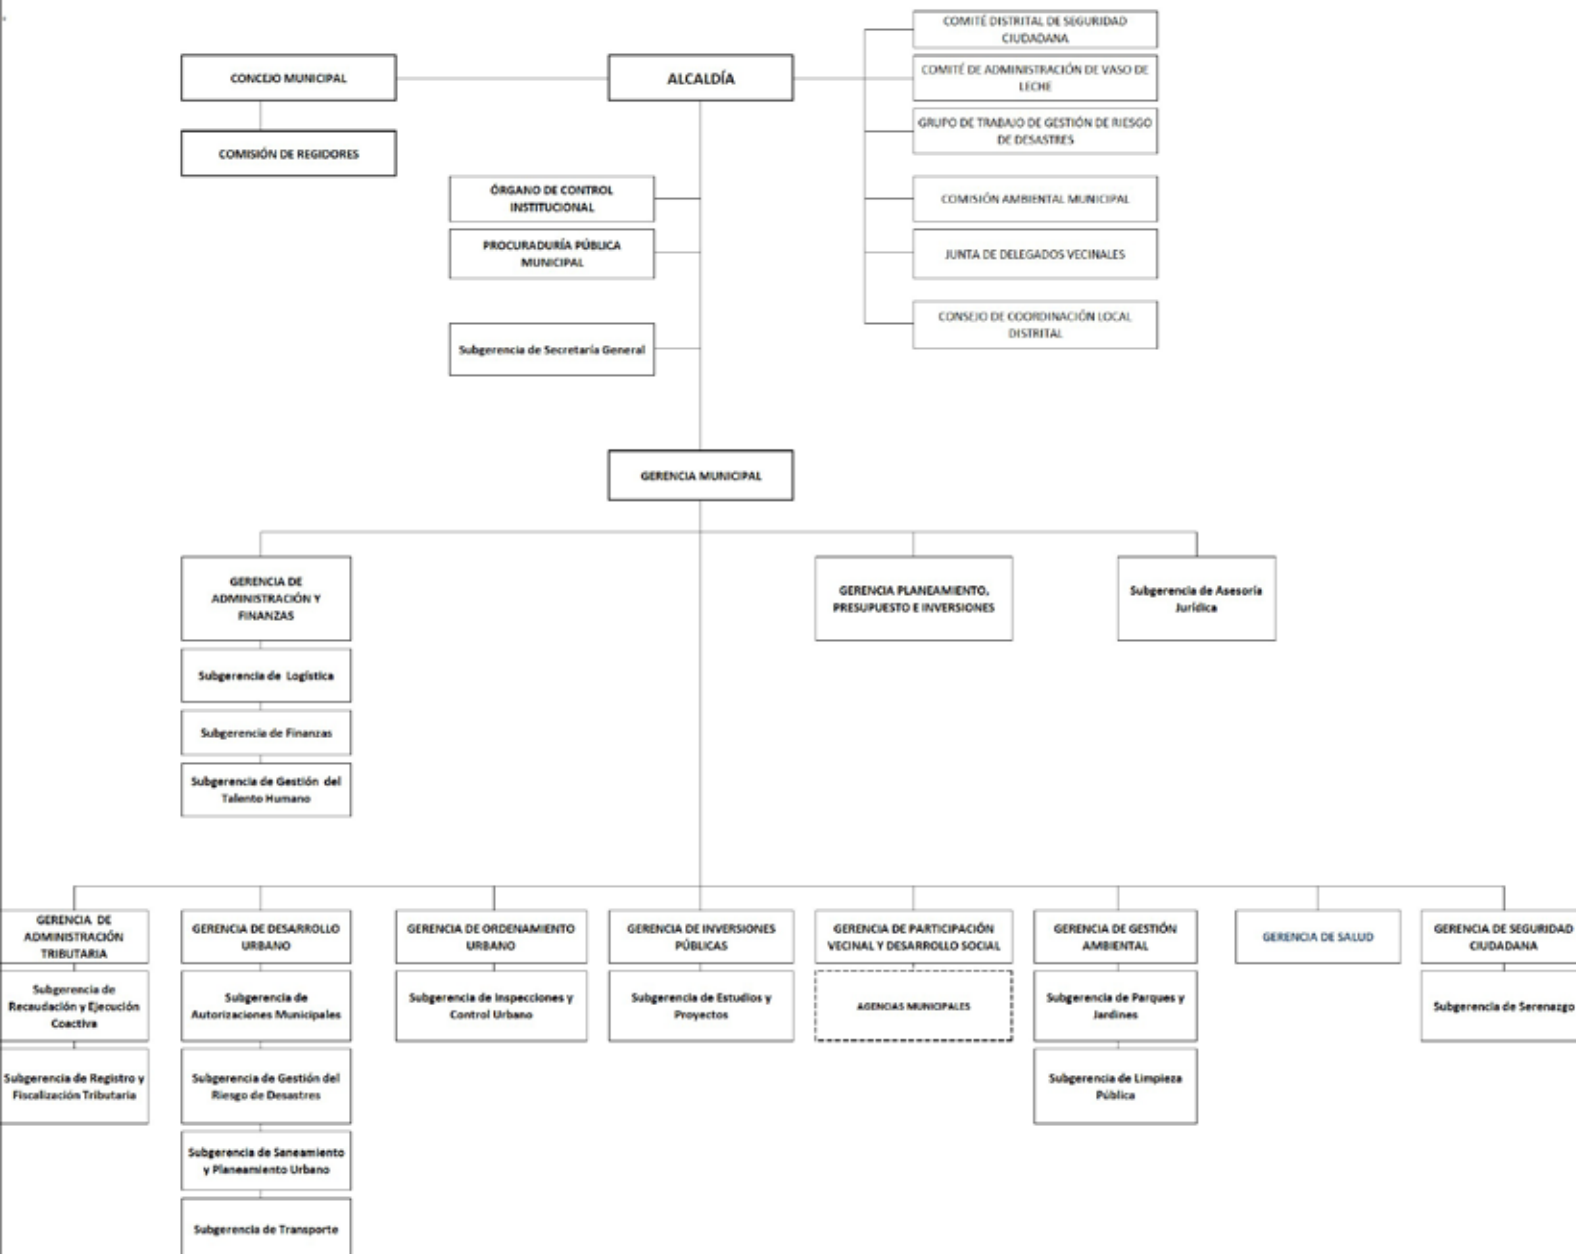 COMITÉ DISTRITAL DE SEGURIDAD
CIUDADANA
CONCEJO MUNICIPAL
ALCALDÍA
COMITÉ DE ADMINISTRACIÓN DE VASO DE
LECHE
GRUPO DE TRABAJO DE GESTIÓN DE RIESGO
DE DESASTRES
COMISIÓN DE REGIDORES
ÓRGANO DE CONTROL
INSTITUCIONAL
COMISIÓN AMBIENTAL MUNICIPAL
PROCURADURÍA PÚBLICA
MUNICIPAL
JUNTA DE DELEGADOS VECINALES
CONSEJO DE COORDINACIÓN LOCAL
DISTRITAL
Subgerencia de Secretaría General
GERENCIA MUNICIPAL
GERENCIA DE
ADMINISTRACIÓN Y
FINANZAS
GERENCIA PLANEAMIENTO,
PRESUPUESTO E INVERSIONES
Subgerencia de Asesoría
Jurídica
Subgerencia de Logística
Subgerencia de Finanzas
Subgerencia de Gestión del
Talento Humano
GERENCIA DE
ADMINISTRACIÓN
TRIBUTARIA
GERENCIA DE DESARROLLO
URBANO
GERENCIA DE ORDENAMIENTO
URBANO
GERENCIA DE INVERSIONES
PÚBLICAS
GERENCIA DE PARTICIPACIÓN
VECINAL Y DESARROLLO SOCIAL
GERENCIA DE GESTIÓN
AMBIENTAL
GERENCIA DE SALUD
GERENCIA DE SEGURIDAD
CIUDADANA
Subgerencia de
Recaudación y Ejecución
Coactiva
Subgerencia de
Autorizaciones Municipales
Subgerencia de Inspecciones y
Control Urbano
Subgerencia de Estudios y
Proyectos
AGENCIAS MUNICIPALES
Subgerencia de Parques y
Jardines
Subgerencia de Serenazgo
Subgerencia de Registro y
Fiscalización Tributaria
Subgerencia de Gestión del
Riesgo de Desastres
Subgerencia de Limpieza
Pública
Subgerencia de Saneamiento
y Planeamiento Urbano
Subgerencia de Transporte